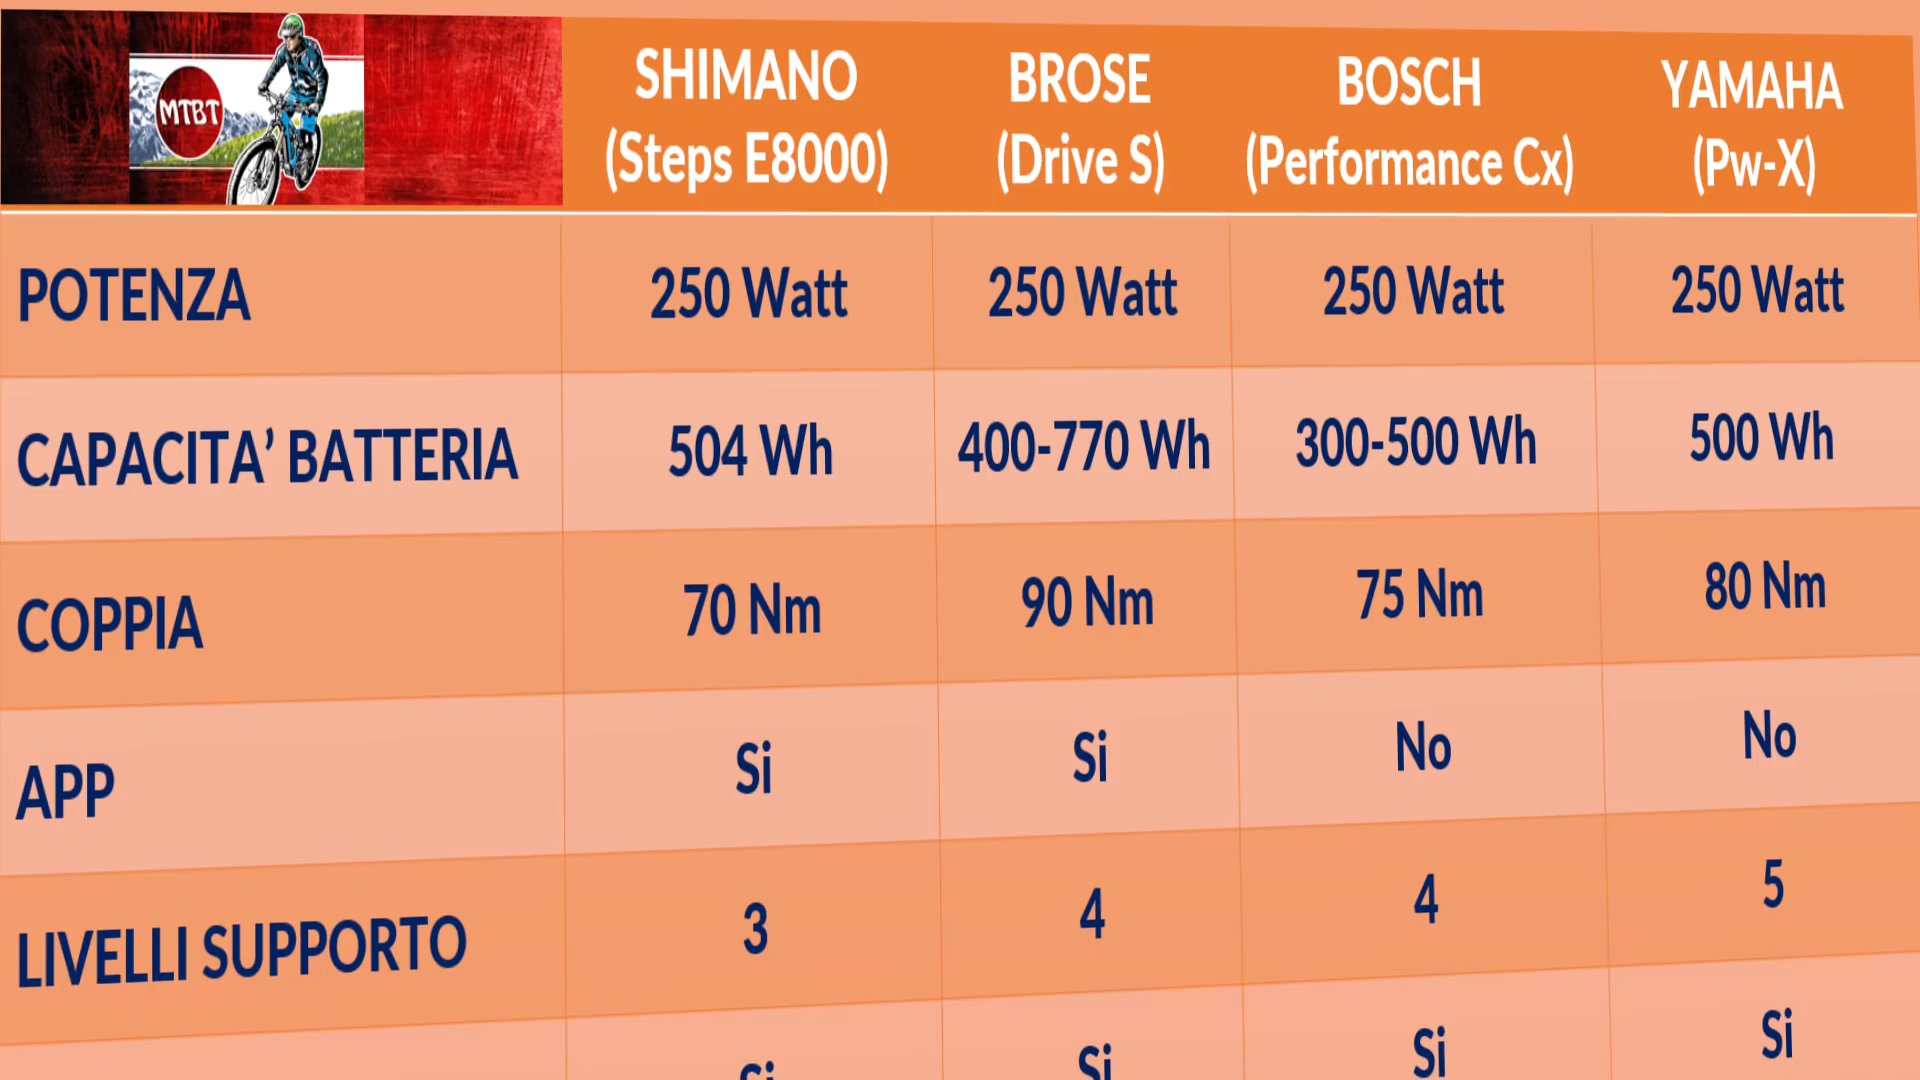 MTBT
SHIMANO BROSE BOSCH YAMAHA
(Steps E8000) (Drive S) (Performance Cx) (Pw-X)
POTENZA 250 Watt 250 Watt 250 Watt 250 Watt
CAPACITA’ BATTERIA 504 Wh 400-770 Wh 300-500 Wh 500 Wh
COPPIA 70 Nm 90 Nm 75 Nm 80 Nm
APP Si Si No No
LIVELLI SUPPORTO 3 4 4 5
Si Si Si Si